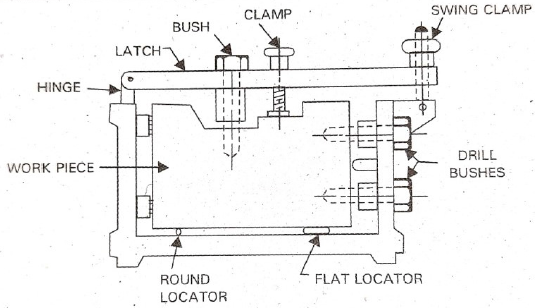 BUSH
CLAMP
SWING CLAMP
LATCH
HINGE
WORK PIECE
DRILL
BUSHES
ROUND
LOCATOR
FLAT LOCATOR